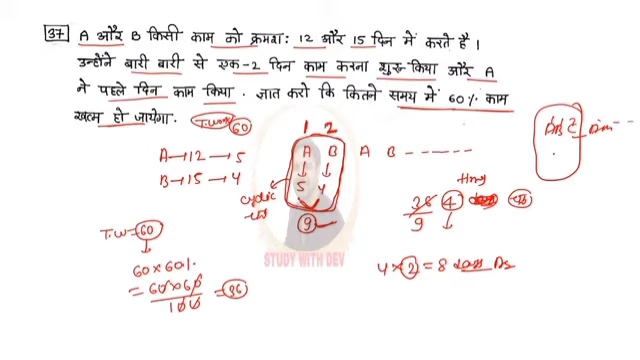 37 A और B किसी काम को क्रमश: 12 और 15 दिन में करते है।
उन्होंने बारी बारी से एक-2 दिन काम करना शुरू किया और A
ने पहले दिन काम किया. ज्ञात करो कि कितने समय में 60% काम
खत्म हो जायेगा.
T.Work 60
A→12→5
B→15→4
1 2
A B A B ------
5 4
9
cyclic
36/9 4
T.W=60
60×60%
= 60×60/100 =36
4×2=8
STUDY WITH DEV